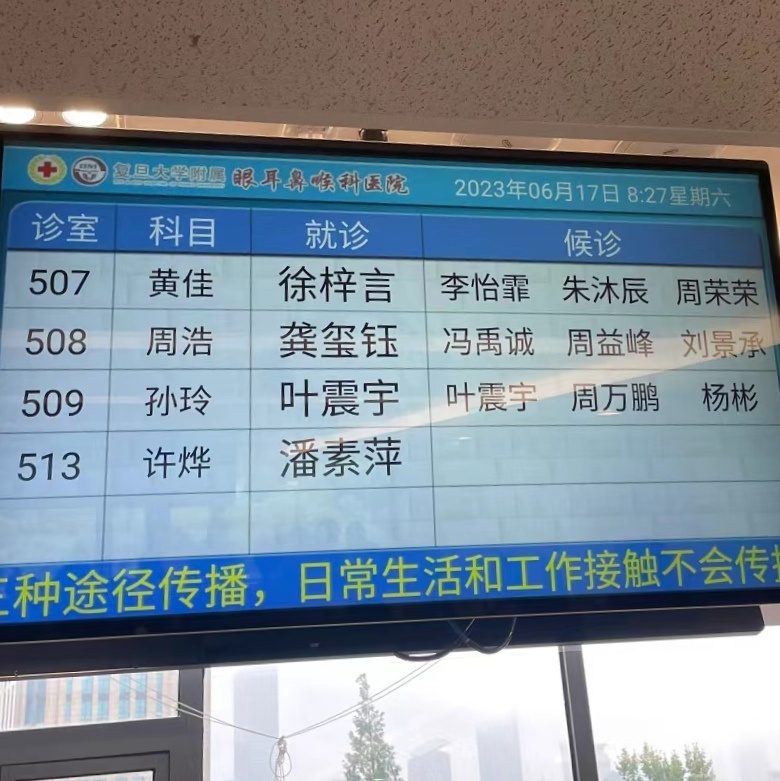 复旦大学附属 眼耳鼻喉科医院 2023年06月17日 8:27星期六
诊室 科目 就诊 候诊
507 黄佳 徐梓言 李怡霏 朱沐辰 周荣荣
508 周浩 龚玺钰 冯禹诚 周益峰 刘景承
509 孙玲 叶震宇 叶震宇 周万鹏 杨彬
513 许烨 潘素萍
三种途径传播，日常生活和工作接触不会传播